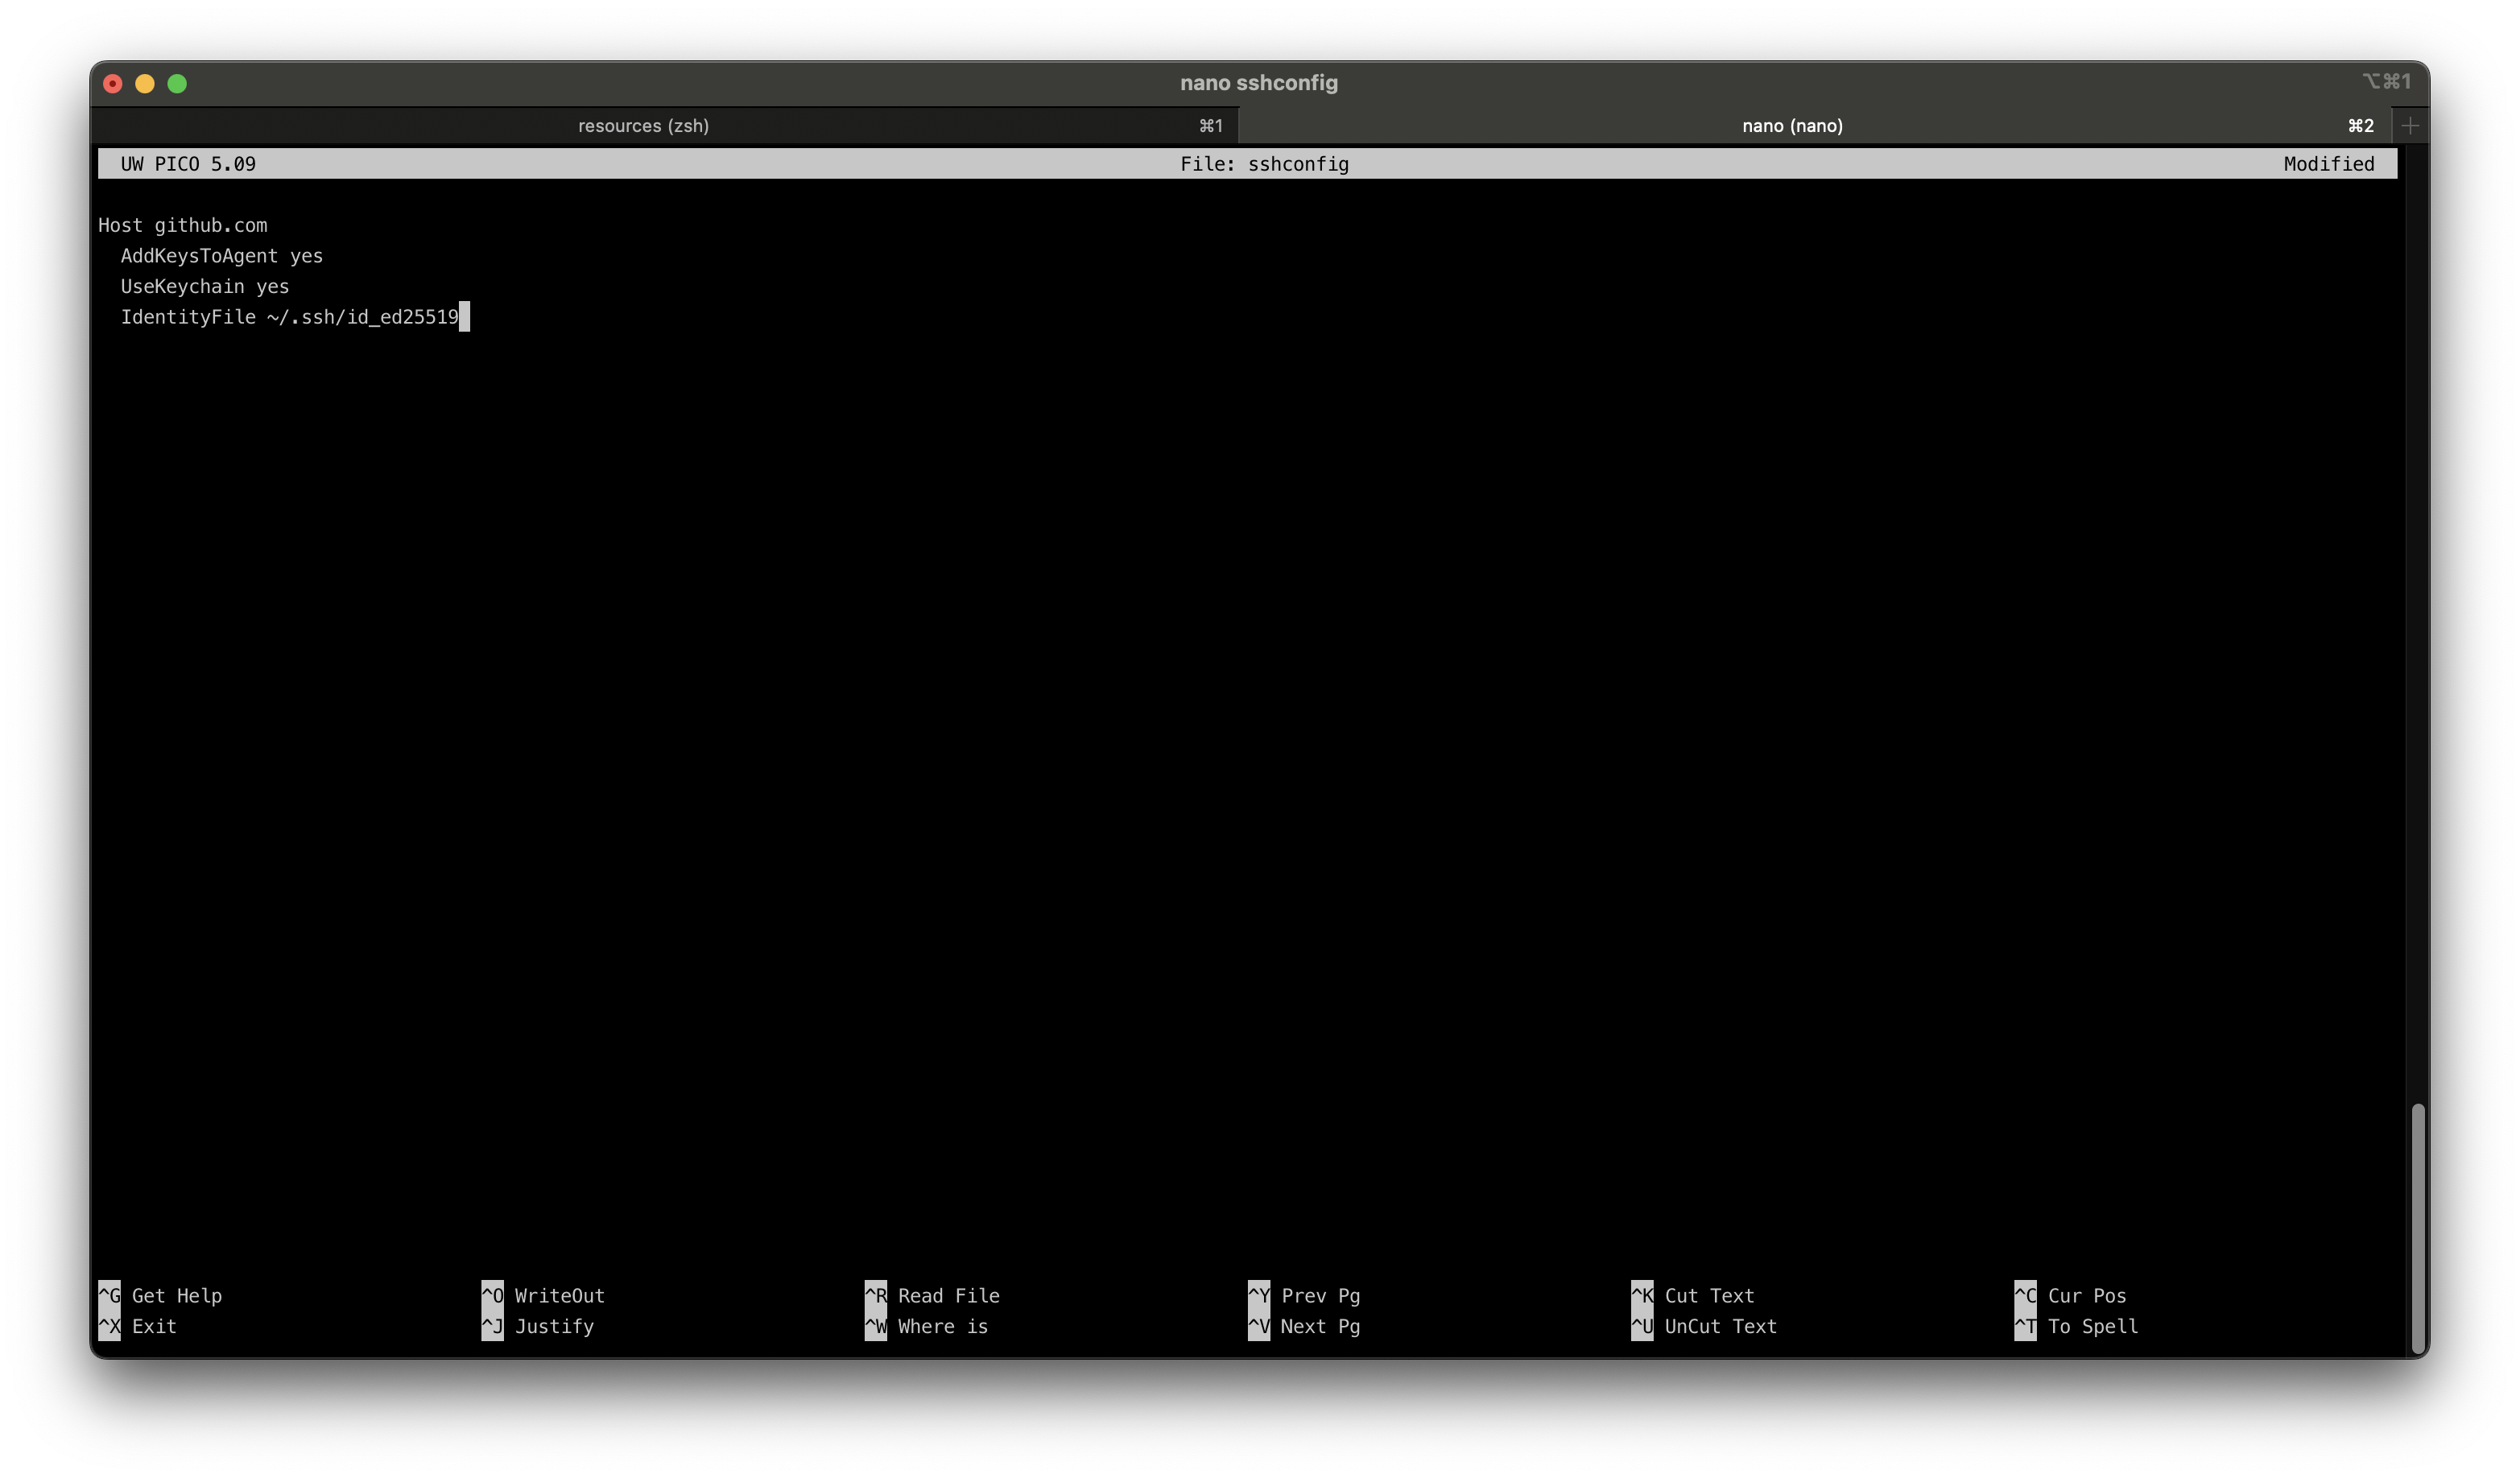 nano sshconfig ⌥⌘1
resources (zsh) ⌘1 nano (nano) ⌘2
UW PICO 5.09 File: sshconfig Modified
Host github.com
AddKeysToAgent yes
UseKeychain yes
IdentityFile ~/.ssh/id_ed25519
^G Get Help ^O WriteOut ^R Read File ^Y Prev Pg ^K Cut Text ^C Cur Pos
^X Exit ^J Justify ^W Where is ^V Next Pg ^U UnCut Text ^T To Spell